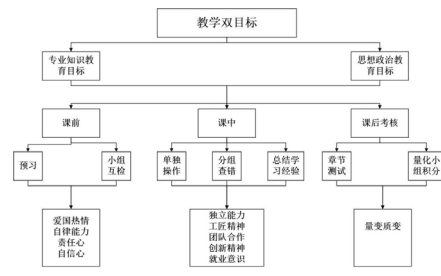 教学双目标
专业知识教
育目标
思想政治教
育目标
课前
课中
课后考核
预习
小组
互检
单独
操作
分组
查错
总结学
习经验
章节
测试
量化小
组积分
爱国热情
自律能力
责任心
自信心
独立能力
工匠精神
团队合作
创新精神
就业意识
量变质变